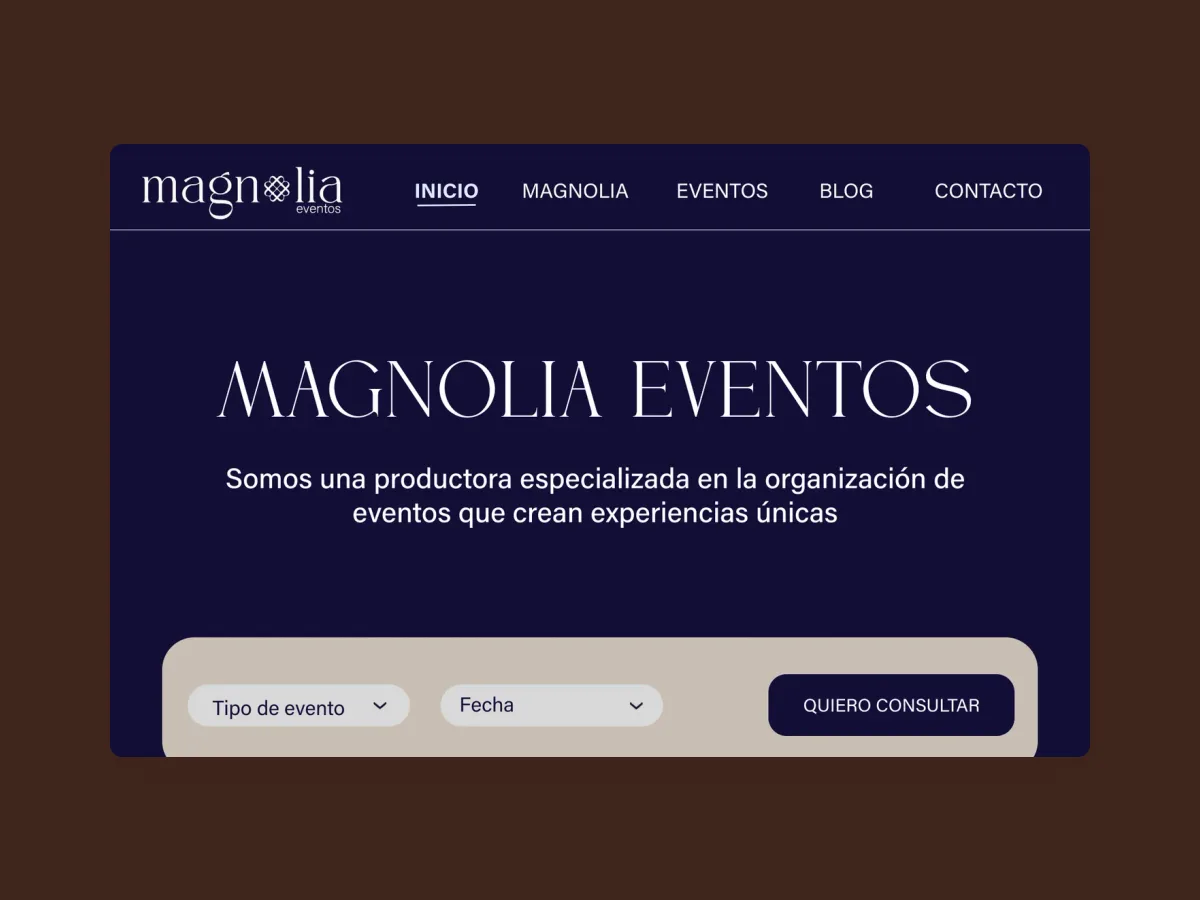 magnolia
eventos
INICIO MAGNOLIA EVENTOS BLOG CONTACTO
MAGNOLIA EVENTOS
Somos una productora especializada en la organización de
eventos que crean experiencias únicas
Tipo de evento Fecha QUIERO CONSULTAR